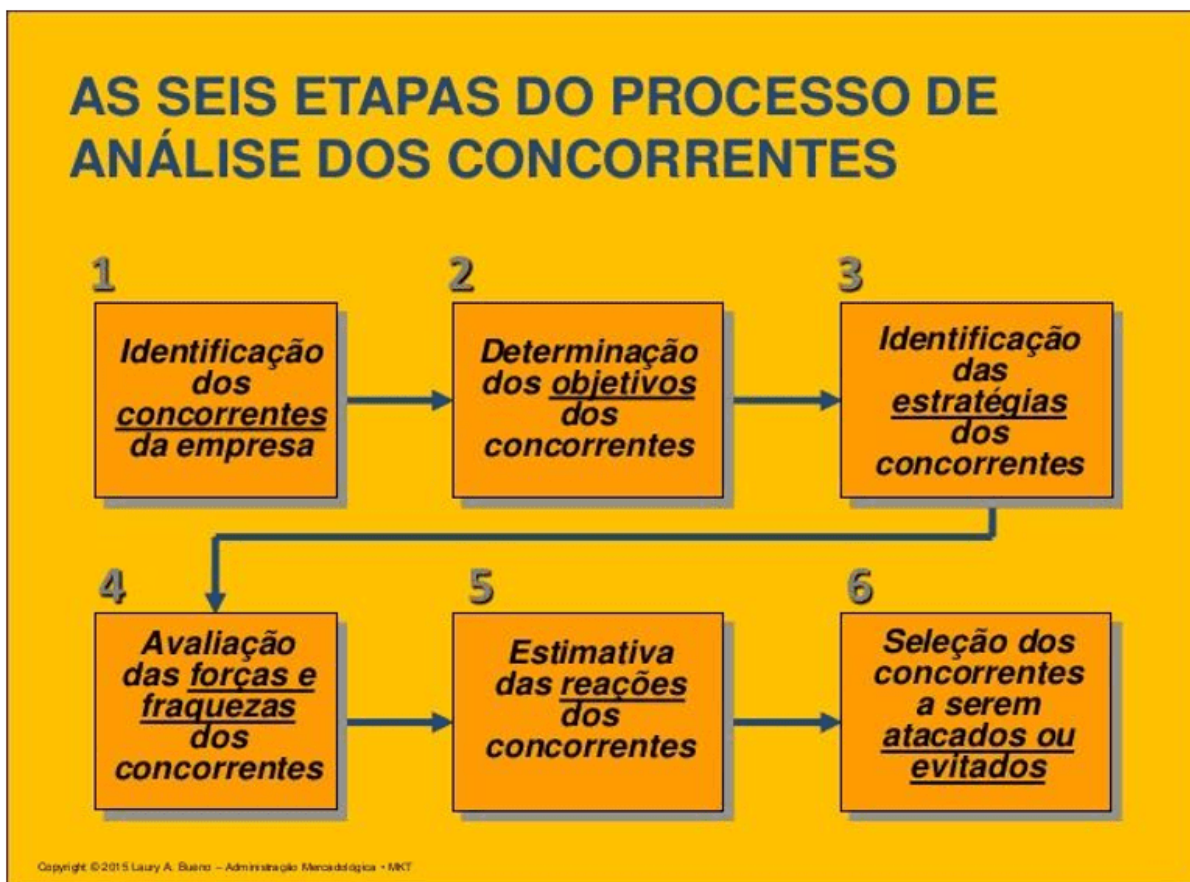 AS SEIS ETAPAS DO PROCESSO DE
ANÁLISE DOS CONCORRENTES
1
Identificação
dos
concorrentes
da empresa
2
Determinação
dos objetivos
dos
concorrentes
3
Identificação
das
estratégias
dos
concorrentes
4
Avaliação
das forças e
fraquezas
dos
concorrentes
5
Estimativa
das reações
dos
concorrentes
6
Seleção dos
concorrentes
a serem
atacados ou
evitados
Copyright © 2015 Laury A. Bueno – Administração Mercadológica • MKT